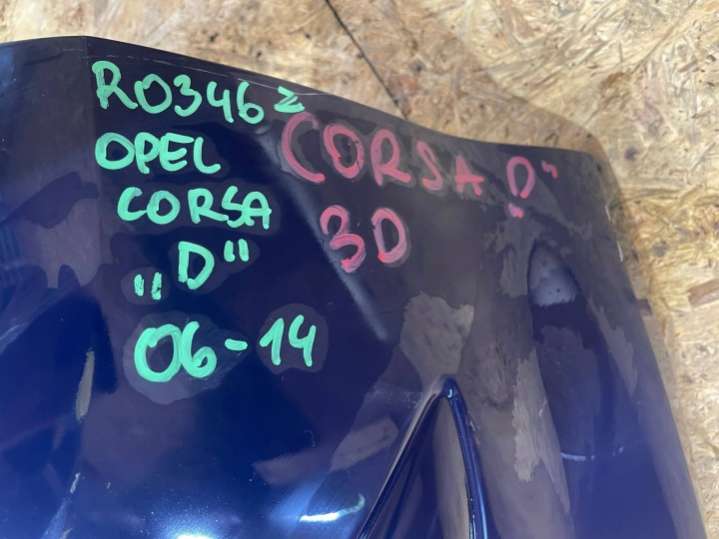 R0346z
OPEL
CORSA
„D"
06-14
CORSA „D"
3D